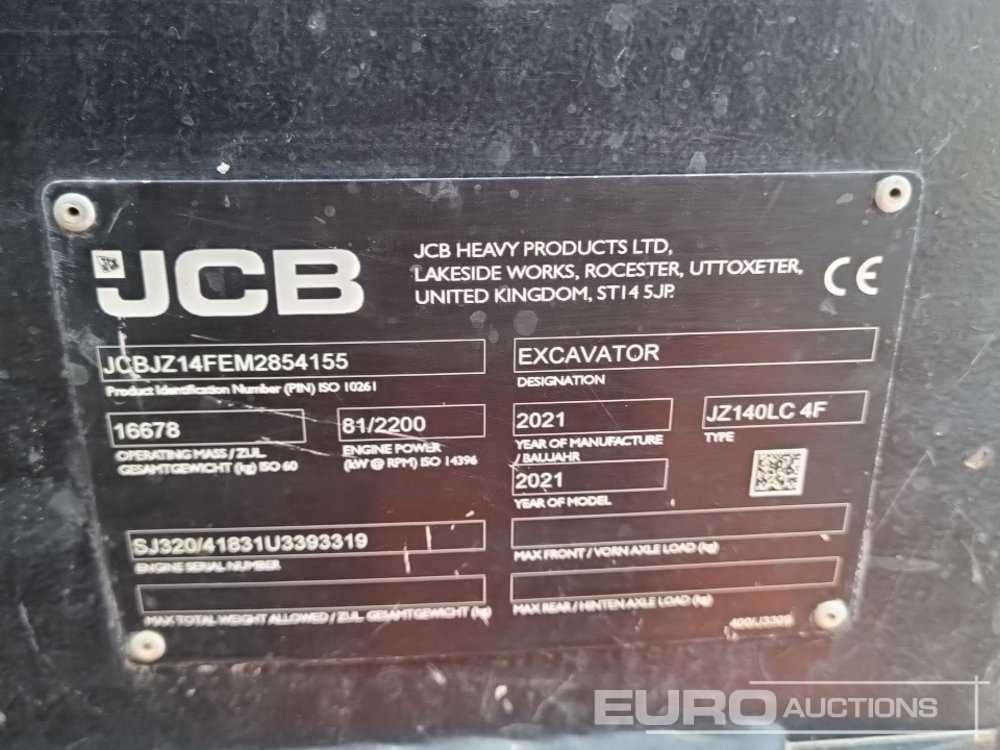 JCB
JCB HEAVY PRODUCTS LTD,
LAKESIDE WORKS, ROCESTER, UTTOXETER,
UNITED KINGDOM, ST14 5JP.
CE
JCBJZ14FEM2854155
Product Identification Number (PIN) ISO 10261
EXCAVATOR
DESIGNATION
16678
OPERATING MASS / ZUL.
GESAMTGEWICHT (kg) ISO 60
81/2200
ENGINE POWER
(kW @ RPM) ISO 14396
2021
YEAR OF MANUFACTURE
/ BAUJAHR
JZ140LC 4F
TYPE
2021
YEAR OF MODEL
SJ320/41831U3393319
ENGINE SERIAL NUMBER
MAX FRONT / VORN AXLE LOAD (kg)
MAX TOTAL WEIGHT ALLOWED / ZUL. GESAMTGEWICHT (kg)
MAX REAR / HINTEN AXLE LOAD (kg)
EURO AUCTIONS